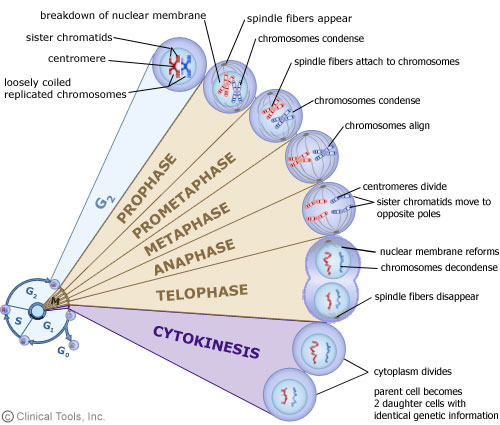 breakdown of nuclear membrane
spindle fibers appear
sister chromatids
chromosomes condense
centromere
spindle fibers attach to chromosomes
loosely coiled
replicated chromosomes
chromosomes condense
chromosomes align
G2
PROPHASE
PROMETAPHASE
METAPHASE
ANAPHASE
TELOPHASE
CYTOKINESIS
centromeres divide
sister chromatids move to
opposite poles
nuclear membrane reforms
chromosomes decondense
spindle fibers disappear
G2
M
S
G1
G0
cytoplasm divides
parent cell becomes
2 daughter cells with
identical genetic information
© Clinical Tools, Inc.